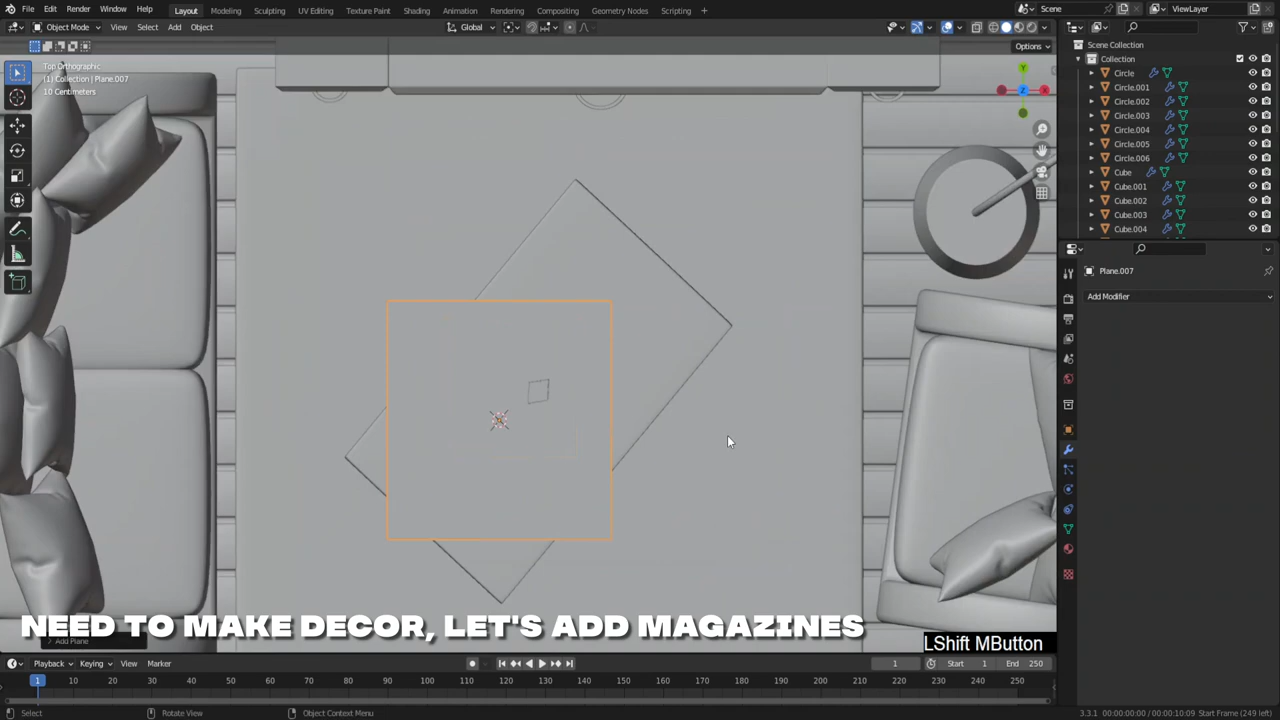 File Edit Render Window Help Layout Modeling Sculpting UV Editing Texture Paint Shading Animation Rendering Compositing Geometry Nodes Scripting + Scene ViewLayer
Object Mode View Select Add Object Global
Options
Top Orthographic
(1) Collection | Plane.007
10 Centimeters
Y
X
Z
Scene Collection
Collection
Circle
Circle.001
Circle.002
Circle.003
Circle.004
Circle.005
Circle.006
Cube
Cube.001
Cube.002
Cube.003
Cube.004
Plane.007
Add Modifier
NEED TO MAKE DECOR, LET'S ADD MAGAZINES
Add Plane
LShift MButton
Playback Keying View Marker 1 Start 1 End 250
1 10 20 30 40 50 60 70 80 90 100 110 120 130 140 150 160 170 180 190 200 210 220 230 240 250
Select Rotate View Object Context Menu 3.3.1 00:00:00:00 / 00:00:10:09 Start Frame (249 left)